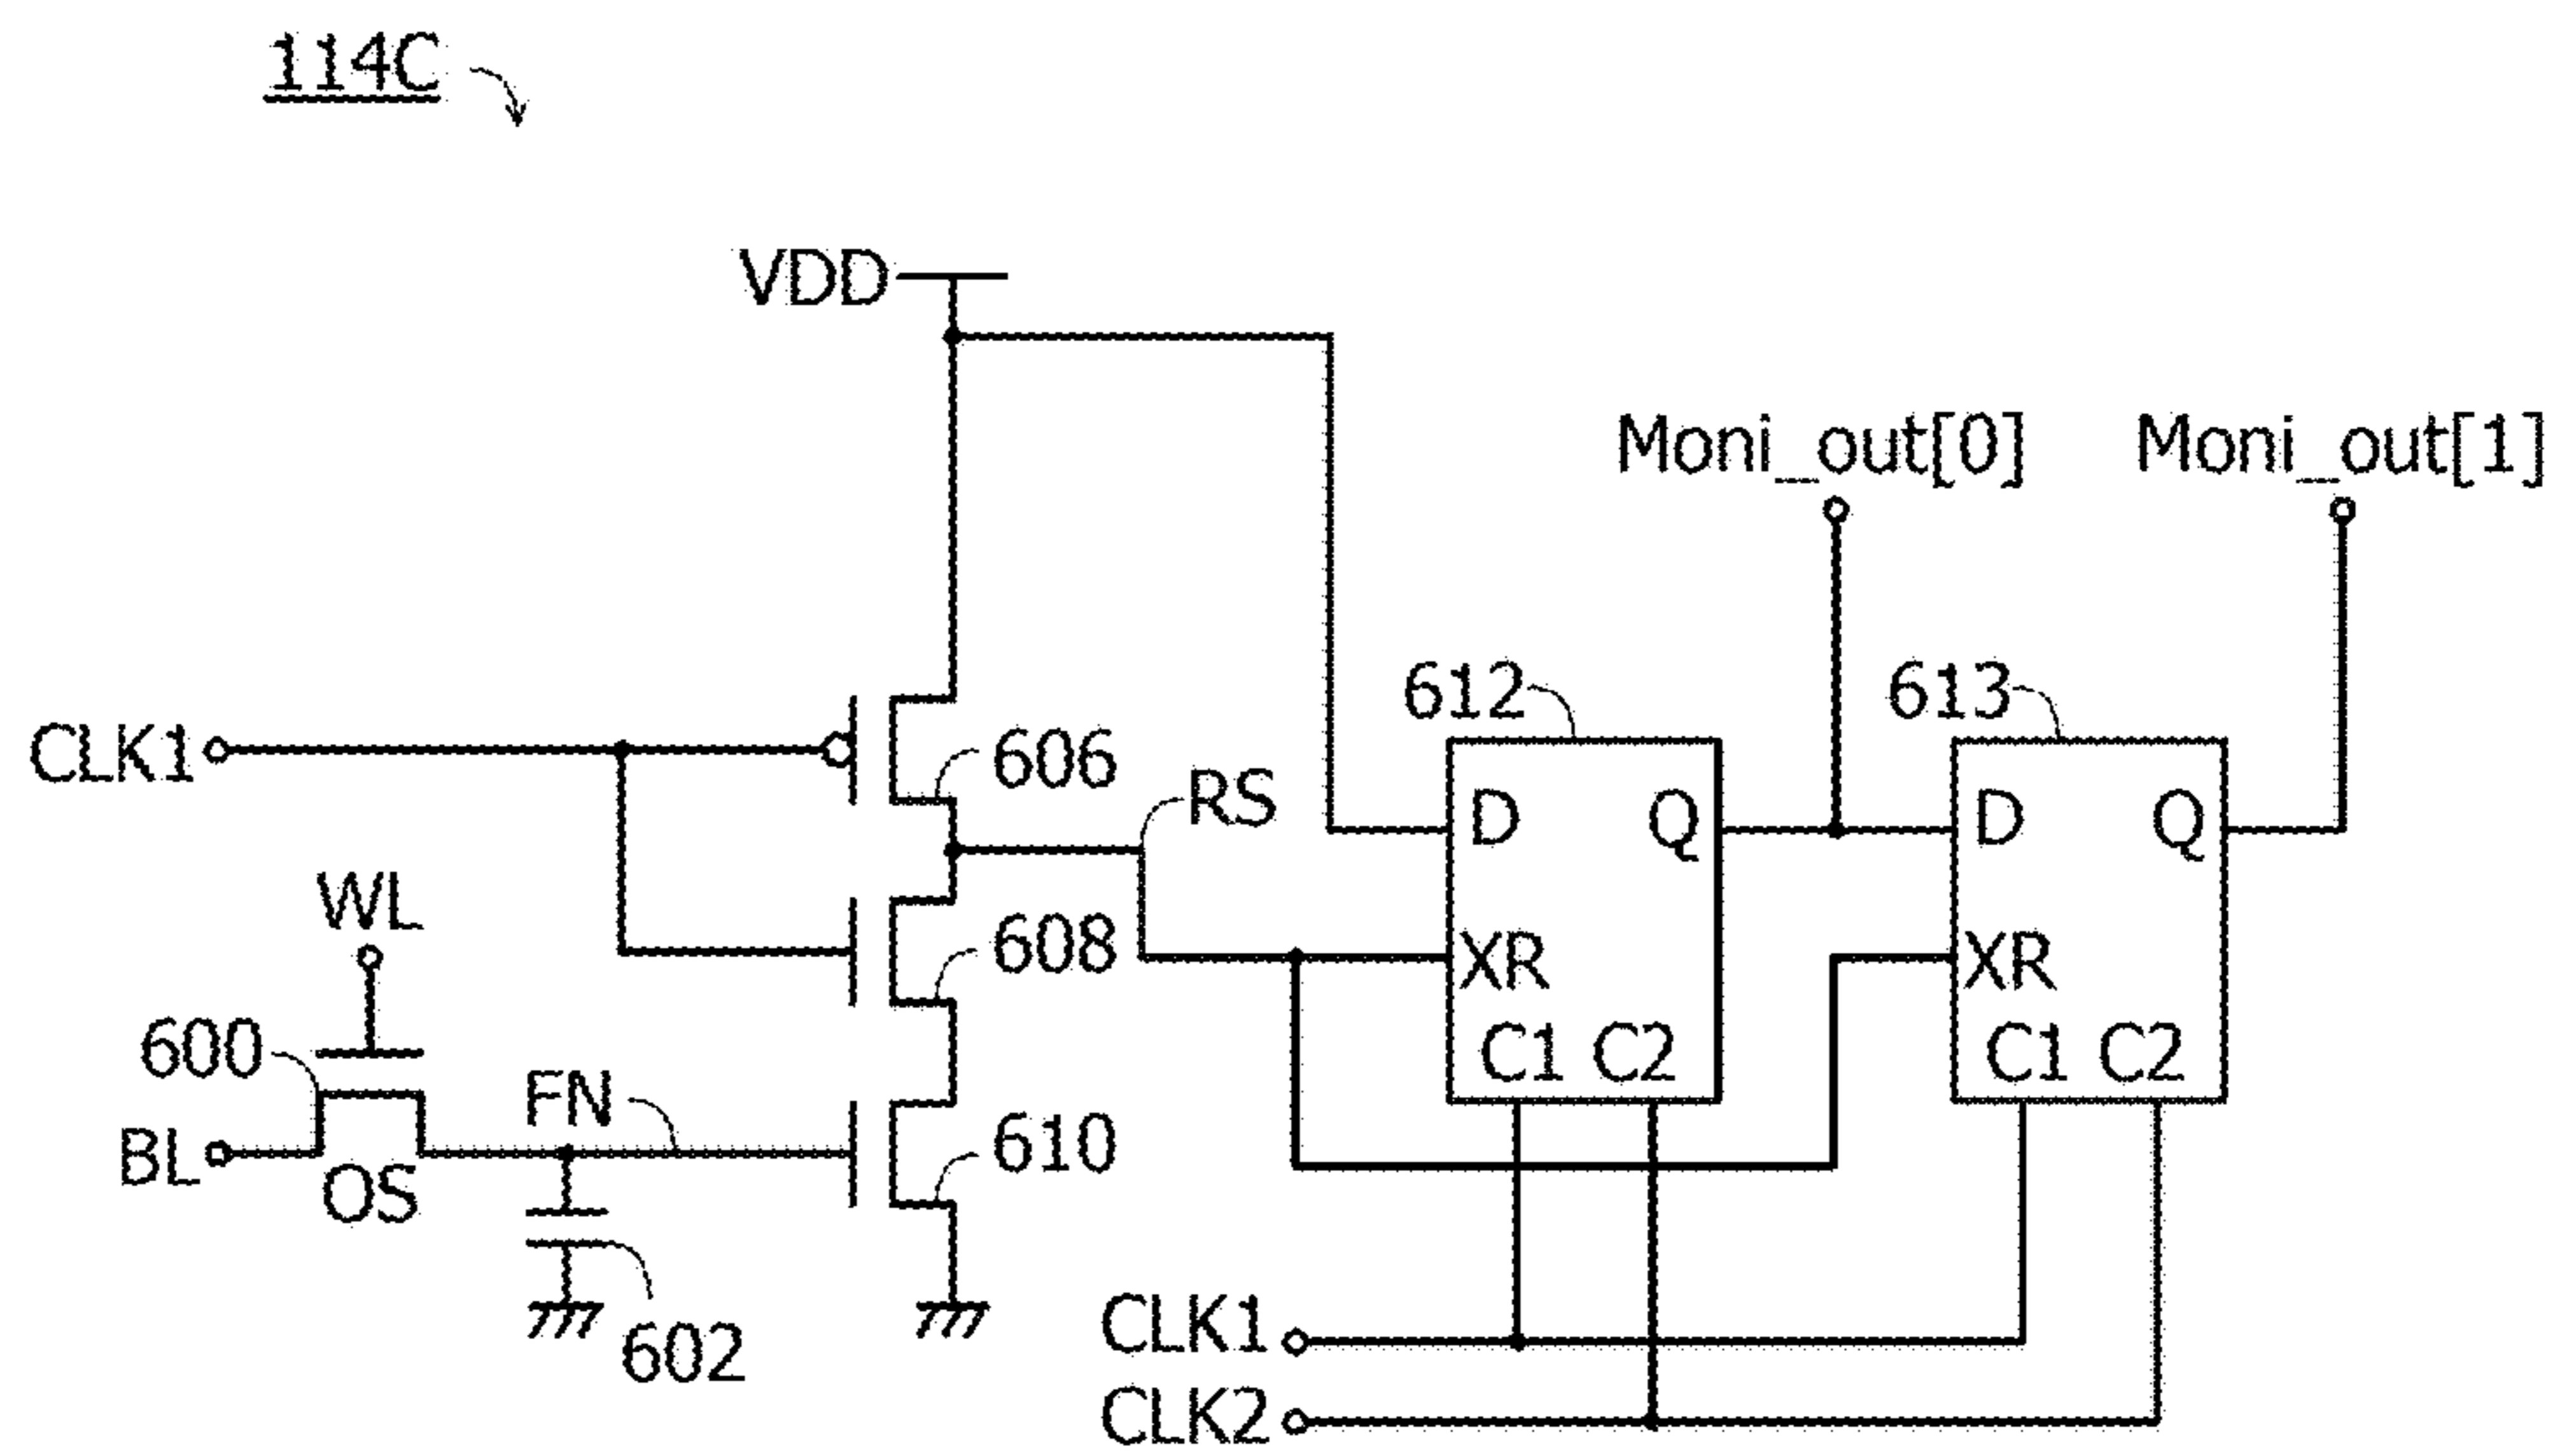 114C
VDD
Moni_out[0]
Moni_out[1]
612
613
CLK1
606
RS
D
Q
D
Q
WL
608
XR
XR
600
C1
C2
C1
C2
FN
BL
610
OS
602
CLK1
CLK2